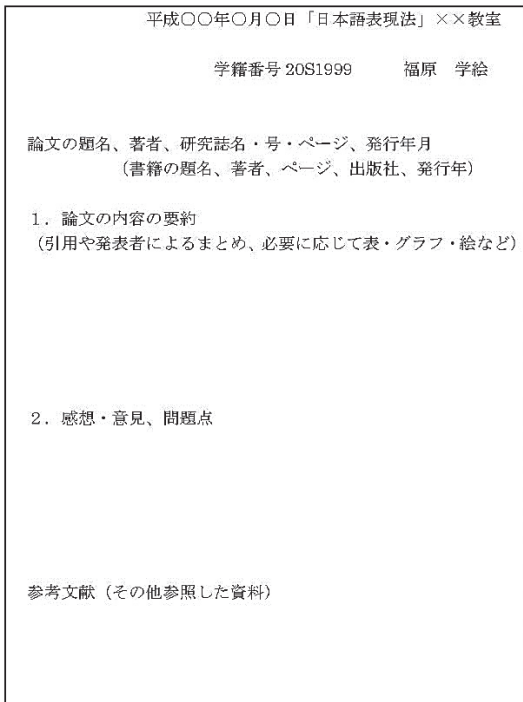 平成〇〇年〇月〇日「日本語表現法」××教室
学籍番号 20S1999　福原　学絵
論文の題名、著者、研究誌名・号・ページ、発行年月
（書籍の題名、著者、ページ、出版社、発行年）
１．論文の内容の要約
（引用や発表者によるまとめ、必要に応じて表・グラフ・絵など）
２．感想・意見、問題点
参考文献（その他参照した資料）